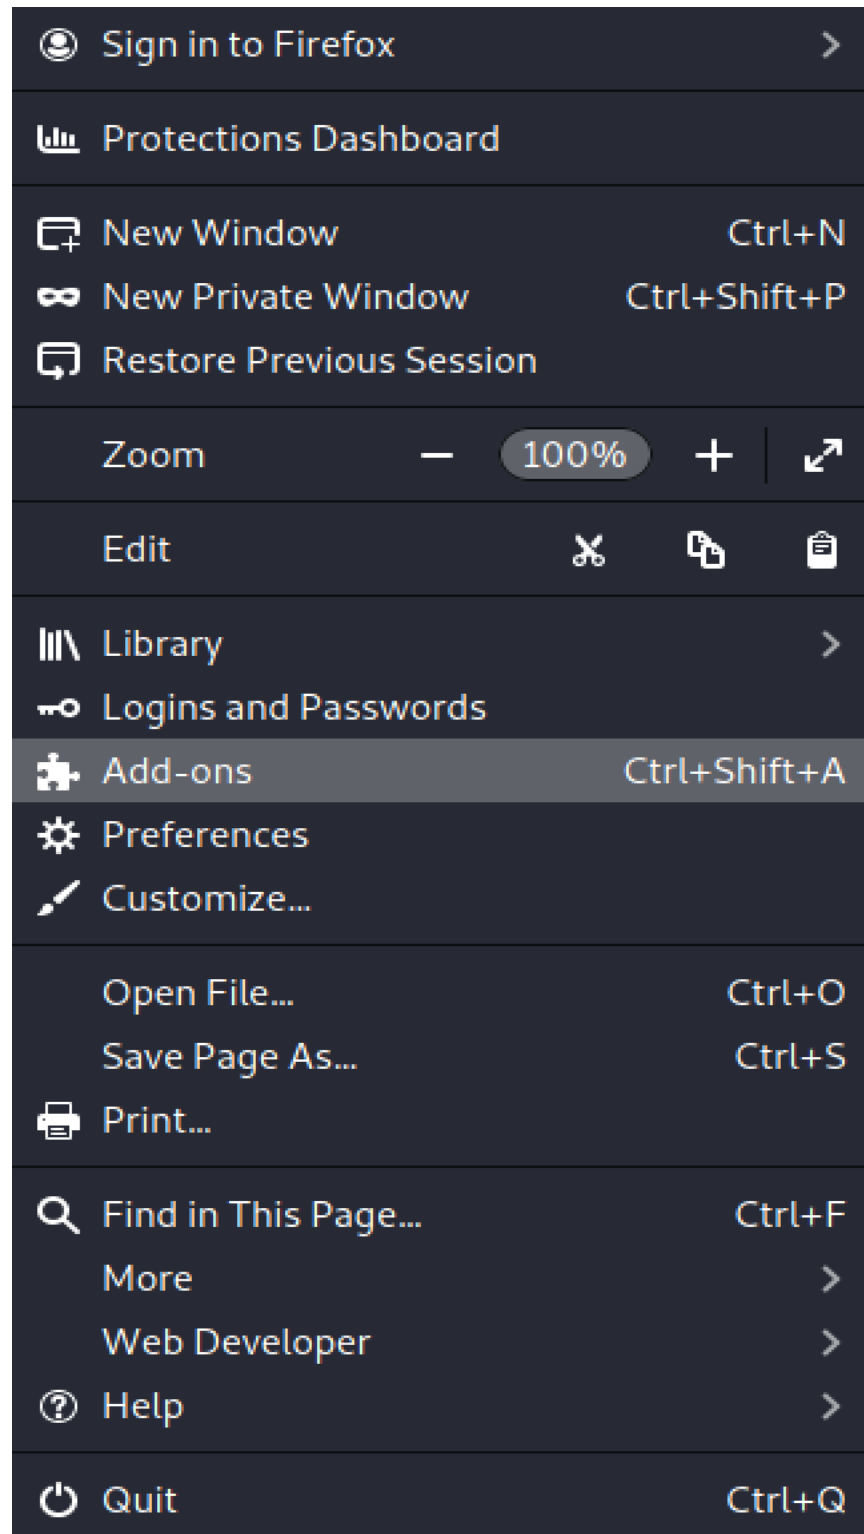 Sign in to Firefox
Protections Dashboard
New Window Ctrl+N
New Private Window Ctrl+Shift+P
Restore Previous Session
Zoom 100%
Edit
Library
Logins and Passwords
Add-ons Ctrl+Shift+A
Preferences
Customize...
Open File... Ctrl+O
Save Page As... Ctrl+S
Print...
Find in This Page... Ctrl+F
More
Web Developer
Help
Quit Ctrl+Q